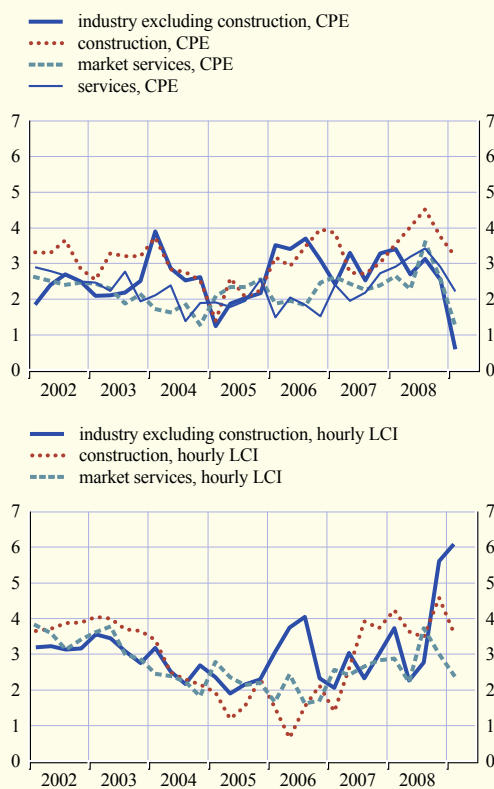 industry excluding construction, CPE
construction, CPE
market services, CPE
services, CPE
7 7
6 6
5 5
4 4
3 3
2 2
1 1
0 0
2002 2003 2004 2005 2006 2007 2008
industry excluding construction, hourly LCI
construction, hourly LCI
market services, hourly LCI
7 7
6 6
5 5
4 4
3 3
2 2
1 1
0 0
2002 2003 2004 2005 2006 2007 2008